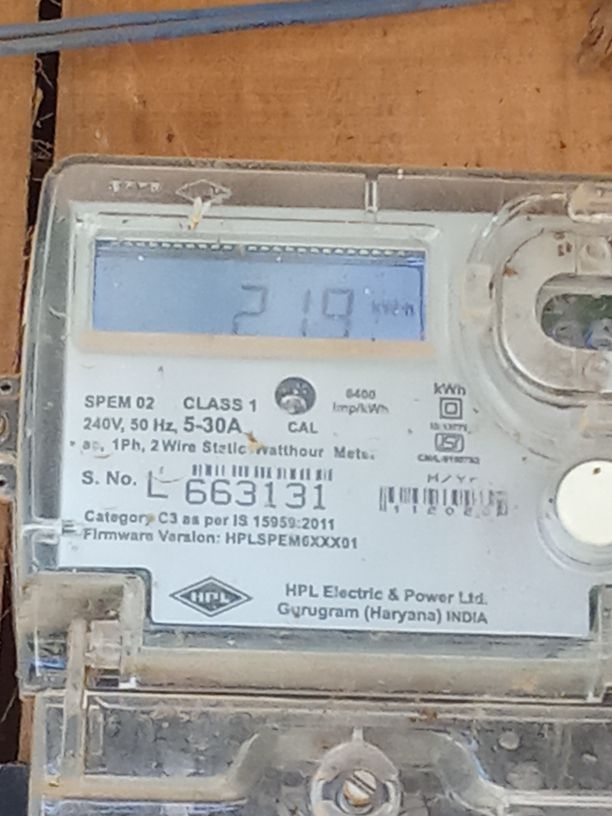 219
SPEM 02 CLASS 1
CAL
6400
Imp/kWh
kWh
240V, 50 Hz, 5-30A
1Ph, 2 Wire Static Watthour
S. No. L 663131
M/Yr.
Category C3 as per IS 15959:2011
Firmware Version: HPLSPEM6XXX01
HPL
HPL Electric & Power Ltd.
Gurugram (Haryana) INDIA